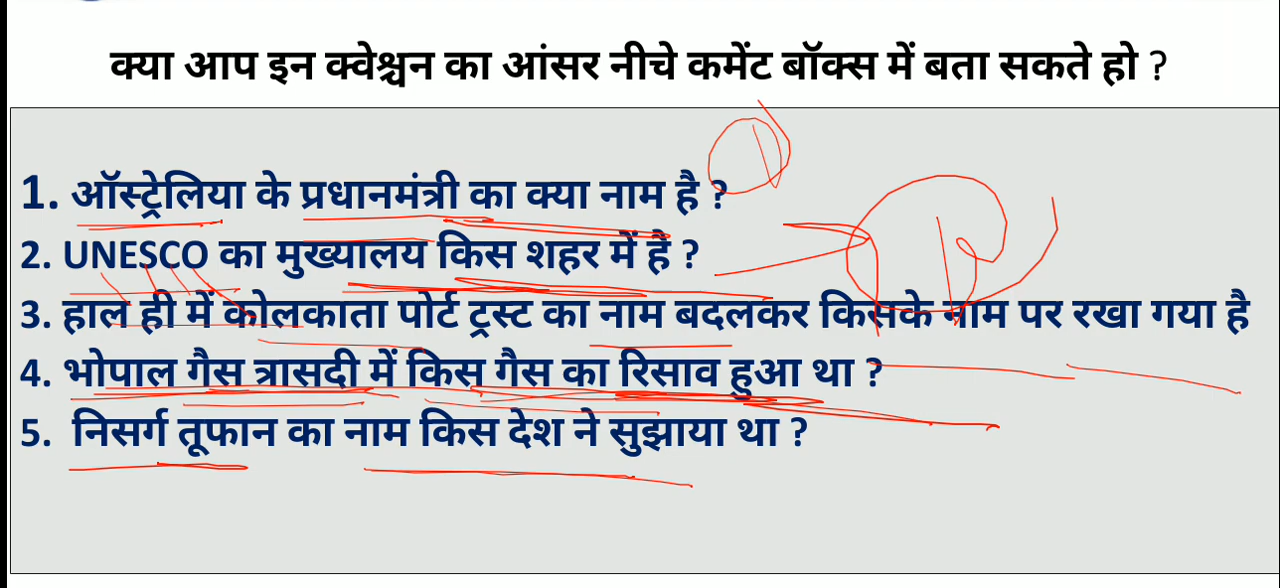 क्या आप इन क्वेश्चन का आंसर नीचे कमेंट बॉक्स में बता सकते हो ?
1. ऑस्ट्रेलिया के प्रधानमंत्री का क्या नाम है ?
2. UNESCO का मुख्यालय किस शहर में है ?
3. हाल ही में कोलकाता पोर्ट ट्रस्ट का नाम बदलकर किसके नाम पर रखा गया है
4. भोपाल गैस त्रासदी में किस गैस का रिसाव हुआ था ?
5. निसर्ग तूफान का नाम किस देश ने सुझाया था ?